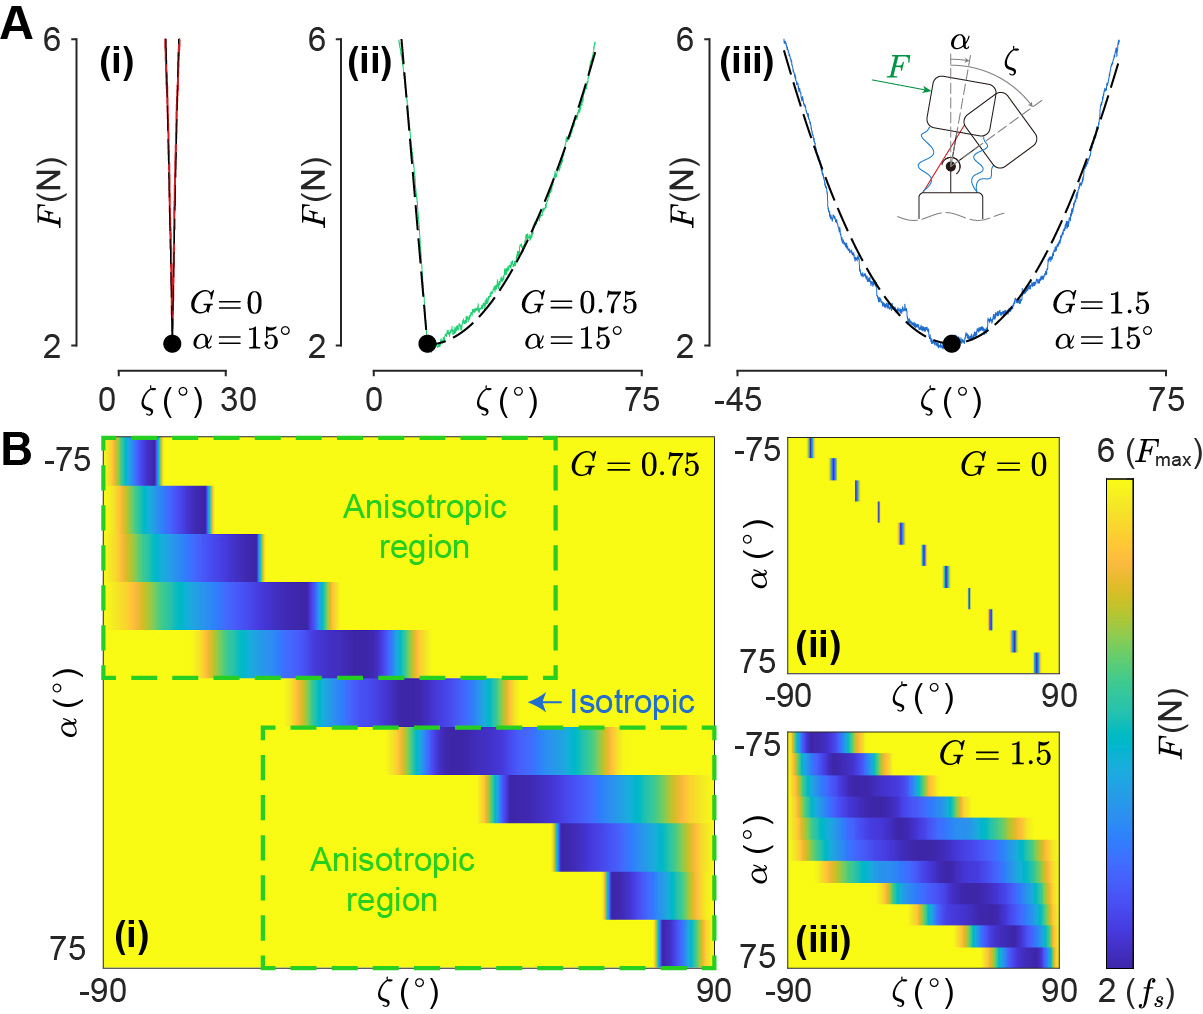 A
(i)
6
2
F(N)
G=0
α=15°
0
ζ(°)
30
(ii)
6
2
F(N)
G=0.75
α=15°
0
ζ(°)
75
(iii)
6
2
F(N)
F
α
ζ
G=1.5
α=15°
-45
ζ(°)
75
B
-75
75
α(°)
G = 0.75
Anisotropic
region
Isotropic
Anisotropic
region
(i)
-90
ζ(°)
90
-75
75
α(°)
G = 0
(ii)
-90
ζ(°)
90
-75
75
α(°)
G = 1.5
(iii)
-90
ζ(°)
90
6 (Fmax)
F(N)
2 (fs)